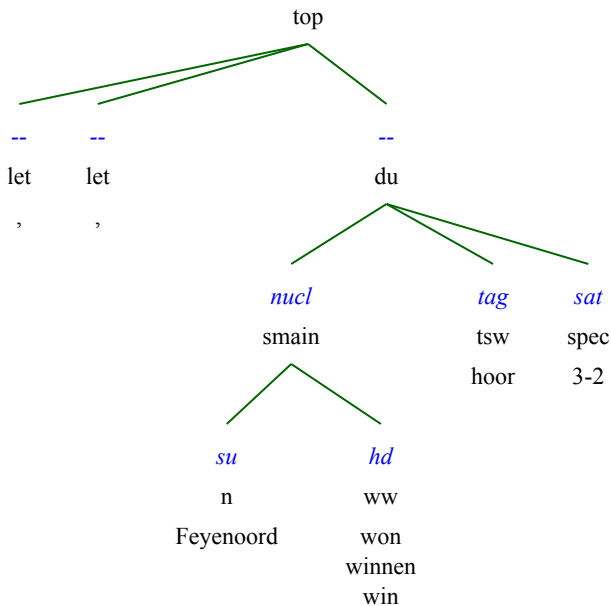 top
-- -- --
let let du
, ,
nucl tag sat
smain tsw spec
hoor 3-2
su hd
n ww
Feyenoord won
winnen
win